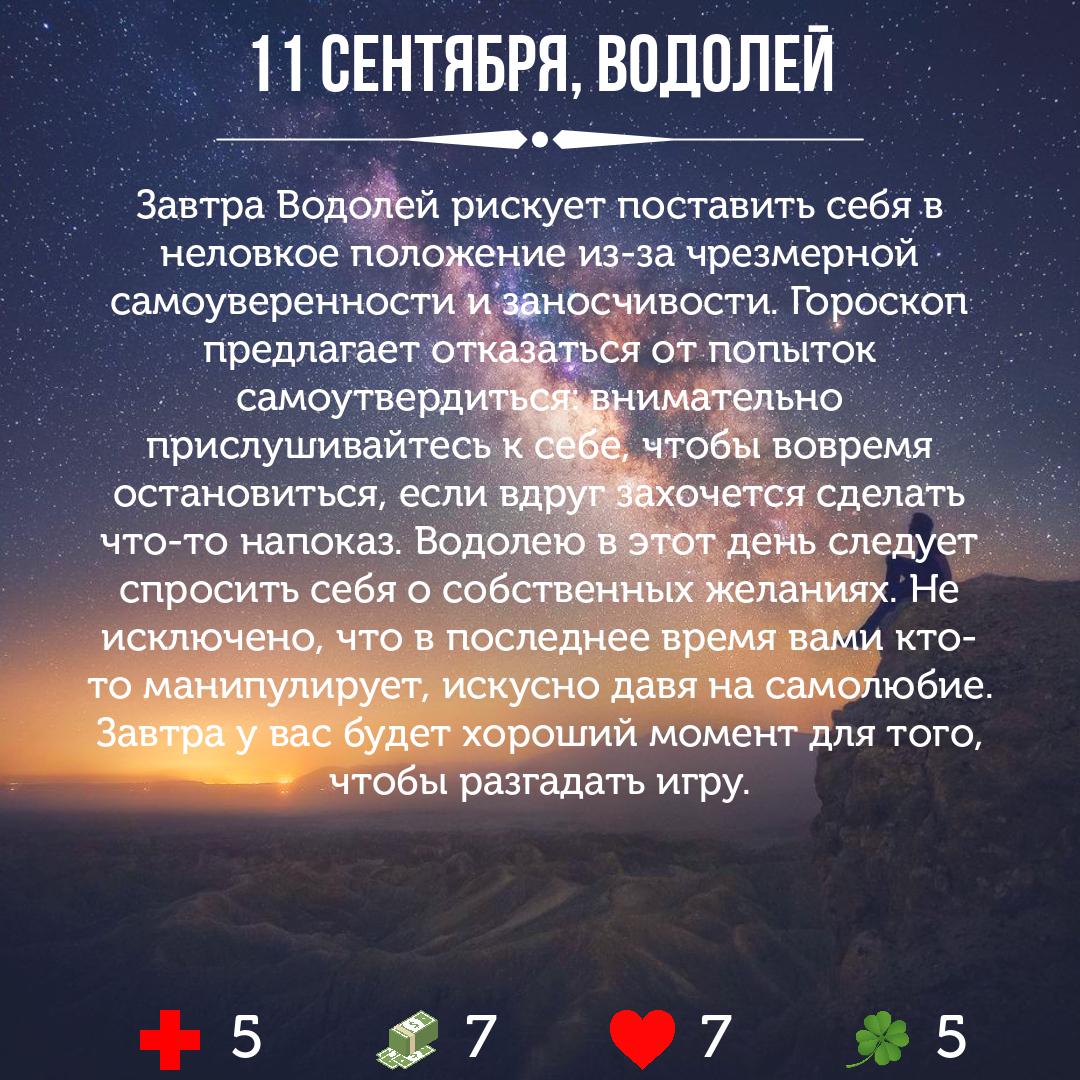 11 СЕНТЯБРЯ, ВОДОЛЕЙ
Завтра Водолей рискует поставить себя в
неловкое положение из-за чрезмерной
самоуверенности и заносчивости. Гороскоп
предлагает отказаться от попыток
самоутвердиться: внимательно
прислушивайтесь к себе, чтобы вовремя
остановиться, если вдруг захочется сделать
что-то напоказ. Водолею в этот день следует
спросить себя о собственных желаниях. Не
исключено, что в последнее время вами кто-
то манипулирует, искусно давя на самолюбие.
Завтра у вас будет хороший момент для того,
чтобы разгадать игру.
5 7 7 5